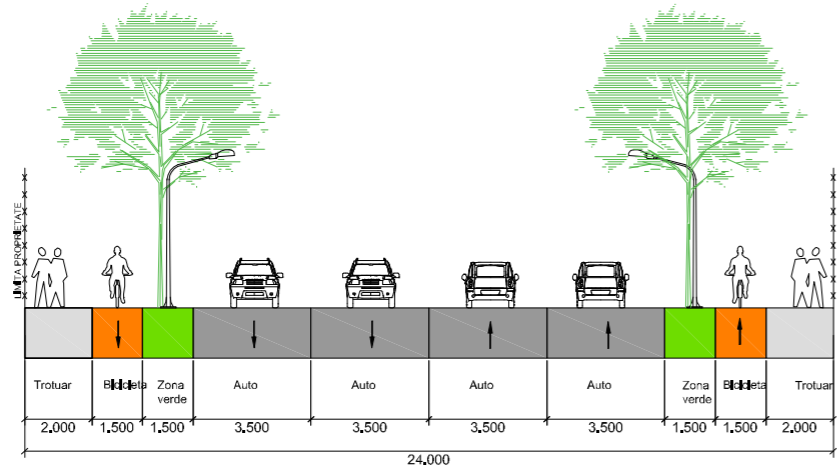 LIMITA PROPRIETATE
Trotuar
Bicicleta
Zona
verde
Auto
Auto
Auto
Auto
Zona
verde
Bicicleta
Trotuar
2.000
1.500
1.500
3.500
3.500
3.500
3.500
1.500
1.500
2.000
24.000